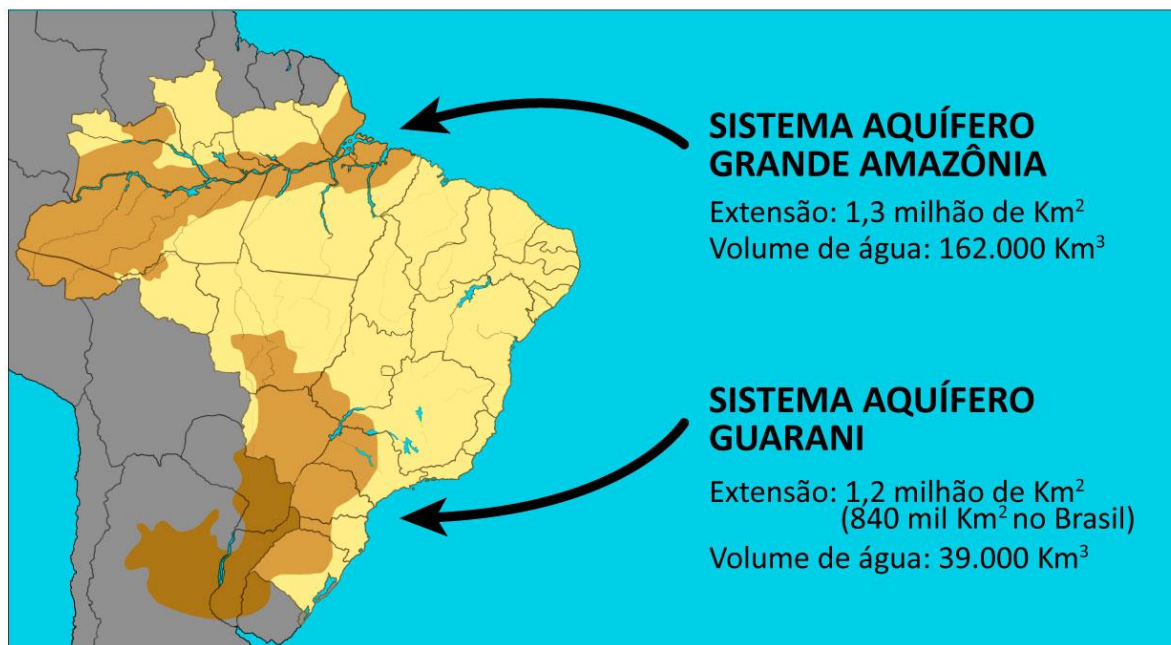 SISTEMA AQUÍFERO
GRANDE AMAZÔNIA
Extensão: 1,3 milhão de Km²
Volume de água: 162.000 Km³
SISTEMA AQUÍFERO
GUARANI
Extensão: 1,2 milhão de Km²
(840 mil Km² no Brasil)
Volume de água: 39.000 Km³